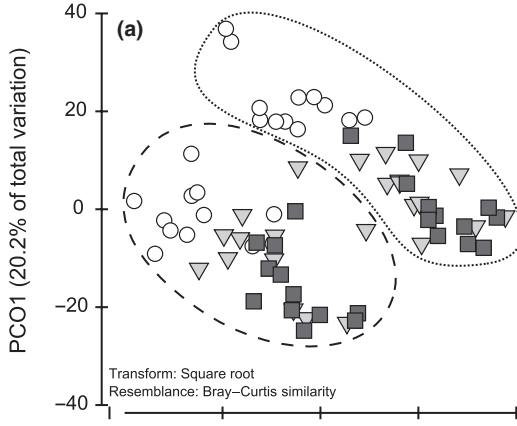 40
(a)
20
0
−20
−40
PCO1 (20.2% of total variation)
Transform: Square root
Resemblance: Bray–Curtis similarity